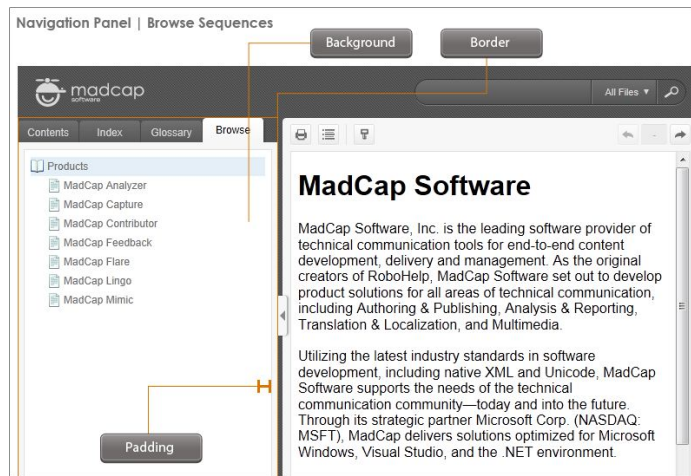 Navigation Panel | Browse Sequences
Background
Border
madcap
software
All Files
Contents
Index
Glossary
Browse
Products
MadCap Analyzer
MadCap Capture
MadCap Contributor
MadCap Feedback
MadCap Flare
MadCap Lingo
MadCap Mimic
Padding
MadCap Software
MadCap Software, Inc. is the leading software provider of
technical communication tools for end-to-end content
development, delivery and management. As the original
creators of RoboHelp, MadCap Software set out to develop
product solutions for all areas of technical communication,
including Authoring & Publishing, Analysis & Reporting,
Translation & Localization, and Multimedia.
Utilizing the latest industry standards in software
development, including native XML and Unicode, MadCap
Software supports the needs of the technical
communication community—today and into the future.
Through its strategic partner Microsoft Corp. (NASDAQ:
MSFT), MadCap delivers solutions optimized for Microsoft
Windows, Visual Studio, and the .NET environment.